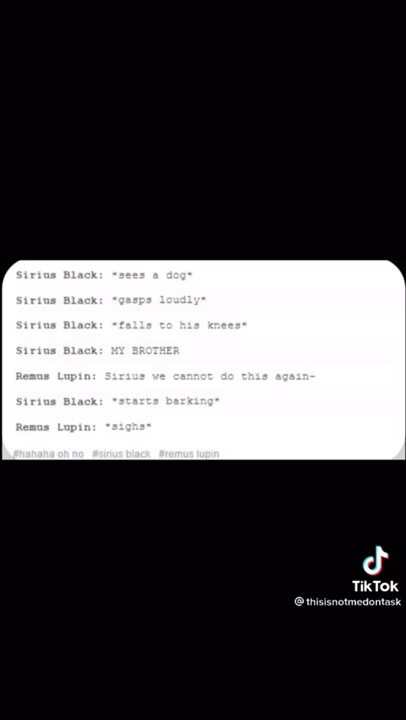 Sirius Black: *sees a dog*
Sirius Black: *gasps loudly*
Sirius Black: *falls to his knees*
Sirius Black: MY BROTHER
Remus Lupin: Sirius we cannot do this again-
Sirius Black: *starts barking*
Remus Lupin: *sighs*
#hahaha oh no #sirius black #remus lupin
TikTok
@thisisnotmedontask